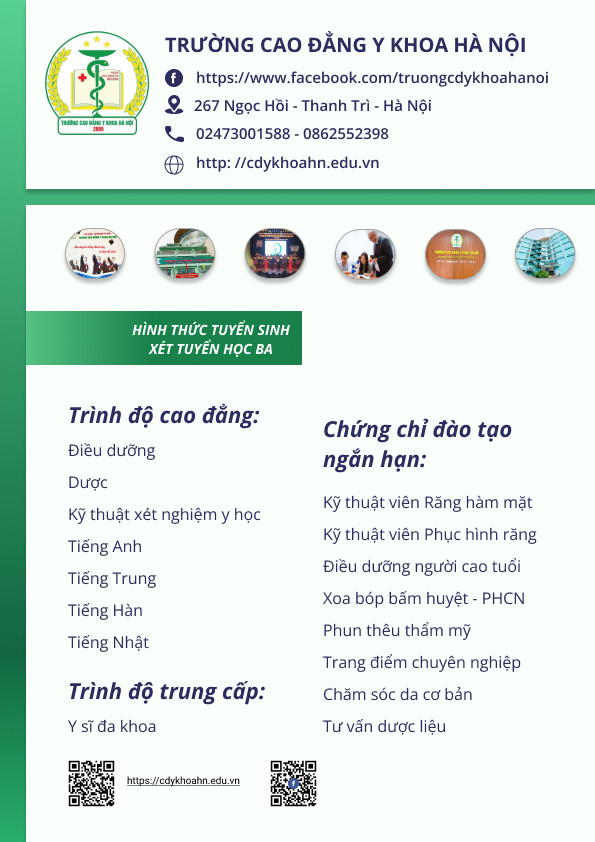 TRƯỜNG CAO ĐẲNG Y KHOA HÀ NỘI
https://www.facebook.com/truongcdykhoahanoi
267 Ngọc Hồi - Thanh Trì - Hà Nội
02473001588 - 0862552398
http: //cdykhoahn.edu.vn
TRƯỜNG CAO ĐẲNG Y KHOA HÀ NỘI
2008
HÌNH THỨC TUYỂN SINH
XÉT TUYỂN HỌC BA
Trình độ cao đẳng:
Điều dưỡng
Dược
Kỹ thuật xét nghiệm y học
Tiếng Anh
Tiếng Trung
Tiếng Hàn
Tiếng Nhật
Trình độ trung cấp:
Y sĩ đa khoa
Chứng chỉ đào tạo
ngắn hạn:
Kỹ thuật viên Răng hàm mặt
Kỹ thuật viên Phục hình răng
Điều dưỡng người cao tuổi
Xoa bóp bấm huyệt - PHCN
Phun thêu thẩm mỹ
Trang điểm chuyên nghiệp
Chăm sóc da cơ bản
Tư vấn dược liệu
https://cdykhoahn.edu.vn